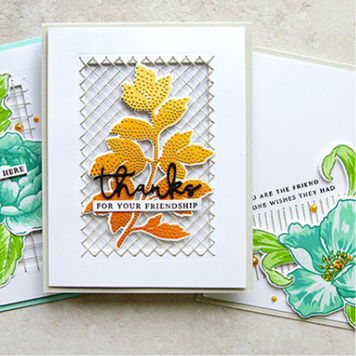 HERE
thanks
FOR YOUR FRIENDSHIP
U ARE THE FRIEND
ONE WISHES THEY HAD